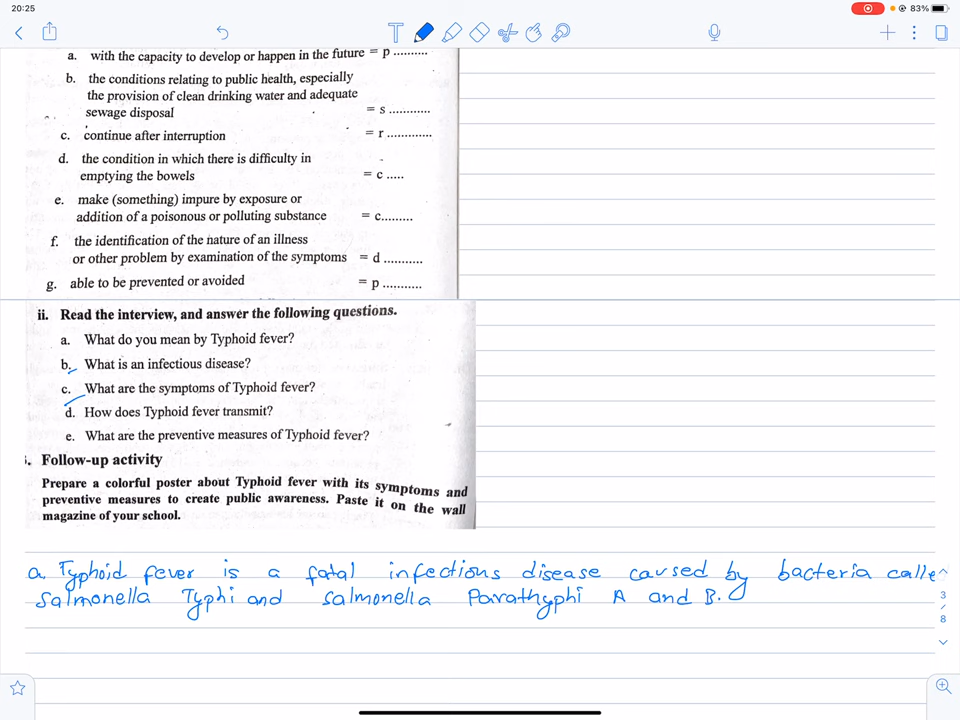 20:25
83%
a. with the capacity to develop or happen in the future = p ..........
b. the conditions relating to public health, especially
the provision of clean drinking water and adequate
sewage disposal = s ............
c. continue after interruption = r .............
d. the condition in which there is difficulty in
emptying the bowels = c .....
e. make (something) impure by exposure or
addition of a poisonous or polluting substance = c.........
f. the identification of the nature of an illness
or other problem by examination of the symptoms = d ...........
g. able to be prevented or avoided = p ...........
ii. Read the interview, and answer the following questions.
a. What do you mean by Typhoid fever?
b. What is an infectious disease?
c. What are the symptoms of Typhoid fever?
d. How does Typhoid fever transmit?
e. What are the preventive measures of Typhoid fever?
. Follow-up activity
Prepare a colorful poster about Typhoid fever with its symptoms and
preventive measures to create public awareness. Paste it on the wall
magazine of your school.
a. Typhoid fever is a fatal infections disease caused by bacteria calle
Salmonella Typhi and Salmonella Parathyphi A and B.
3
/
8